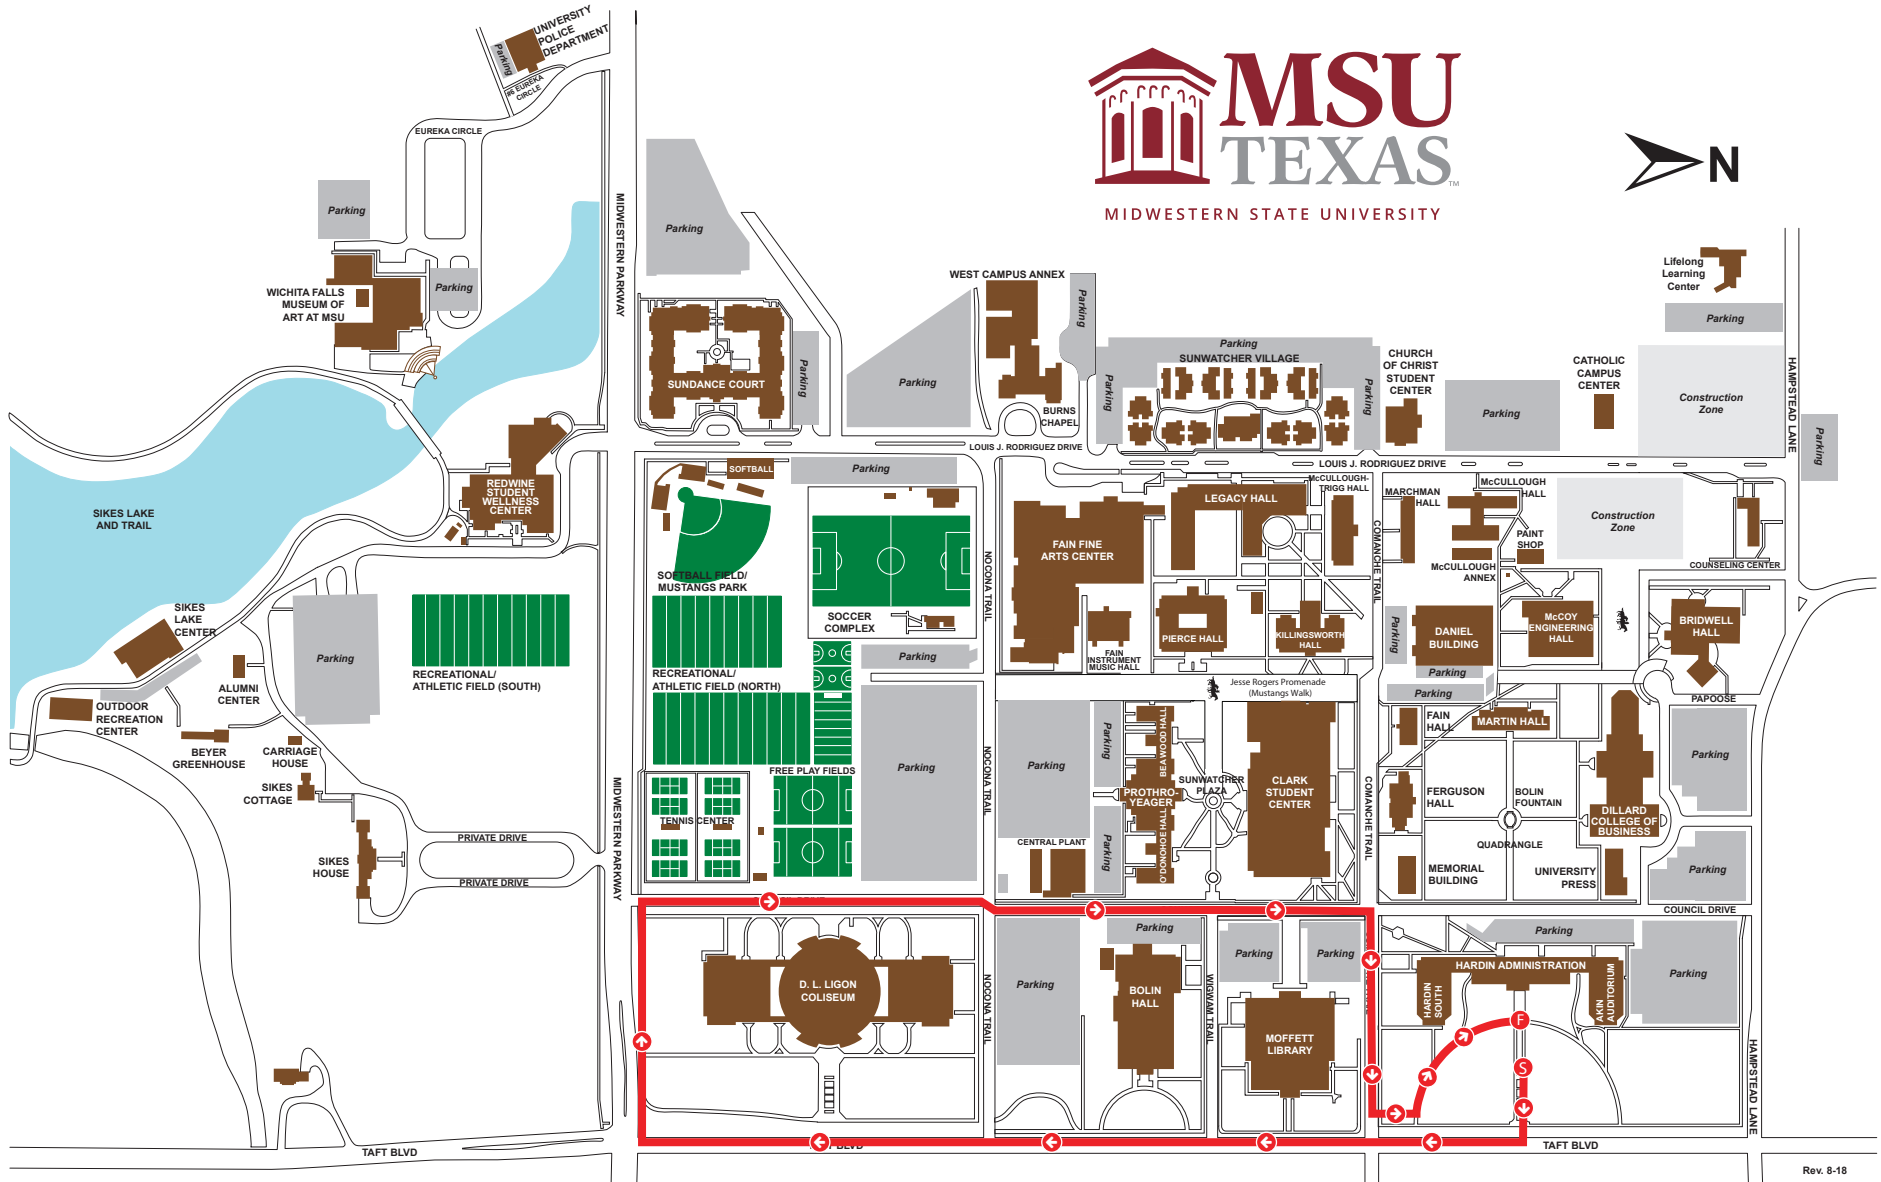 UNIVERSITY
POLICE
DEPARTMENT
Parking
#6 EUREKA
CIRCLE
EUREKA CIRCLE
MSU
TEXAS
TM
MIDWESTERN STATE UNIVERSITY
N
Parking
MIDWESTERN PARKWAY
Parking
WICHITA FALLS
MUSEUM OF
ART AT MSU
Parking
WEST CAMPUS ANNEX
Parking
Lifelong
Learning
Center
Parking
SUNDANCE COURT
Parking
Parking
BURNS
CHAPEL
Parking
SUNWATCHER VILLAGE
Parking
Parking
CHURCH
OF CHRIST
STUDENT
CENTER
Parking
CATHOLIC
CAMPUS
CENTER
Construction
Zone
HAMPSTEAD LANE
Parking
LOUIS J. RODRIGUEZ DRIVE
LOUIS J. RODRIGUEZ DRIVE
SIKES LAKE
AND TRAIL
REDWINE
STUDENT
WELLNESS
CENTER
SOFTBALL
Parking
SOFTBALL FIELD/
MUSTANGS PARK
SOCCER
COMPLEX
NOCONA TRAIL
FAIN FINE
ARTS CENTER
LEGACY HALL
McCULLOUGH-
TRIGG HALL
COMANCHE TRAIL
MARCHMAN
HALL
McCULLOUGH
HALL
PAINT
SHOP
McCULLOUGH
ANNEX
Construction
Zone
COUNSELING CENTER
SIKES
LAKE
CENTER
Parking
RECREATIONAL/
ATHLETIC FIELD (SOUTH)
RECREATIONAL/
ATHLETIC FIELD (NORTH)
Parking
FAIN
INSTRUMENT
MUSIC HALL
PIERCE HALL
KILLINGSWORTH
HALL
Parking
DANIEL
BUILDING
Parking
McCOY
ENGINEERING
HALL
BRIDWELL
HALL
ALUMNI
CENTER
OUTDOOR
RECREATION
CENTER
BEYER
GREENHOUSE
CARRIAGE
HOUSE
SIKES
COTTAGE
Jesse Rogers Promenade
(Mustangs Walk)
Parking
PAPOOSE
FAIN
HALL
MARTIN HALL
Parking
MIDWESTERN PARKWAY
FREE PLAY FIELDS
TENNIS CENTER
Parking
NOCONA TRAIL
Parking
Parking
BEA WOOD HALL
PROTHRO-
YEAGER
O'DONOHOE HALL
SUNWATCHER
PLAZA
CLARK
STUDENT
CENTER
COMANCHE TRAIL
FERGUSON
HALL
BOLIN
FOUNTAIN
QUADRANGLE
DILLARD
COLLEGE OF
BUSINESS
PRIVATE DRIVE
PRIVATE DRIVE
SIKES
HOUSE
CENTRAL PLANT
Parking
MEMORIAL
BUILDING
UNIVERSITY
PRESS
Parking
COUNCIL DRIVE
D. L. LIGON
COLISEUM
NOCONA TRAIL
Parking
Parking
BOLIN
HALL
WIGWAM TRAIL
Parking
Parking
MOFFETT
LIBRARY
Parking
HARDIN ADMINISTRATION
HARDIN
SOUTH
AKIN
AUDITORIUM
Parking
F
S
HAMPSTEAD LANE
TAFT BLVD
BLVD
TAFT BLVD
Rev. 8-18